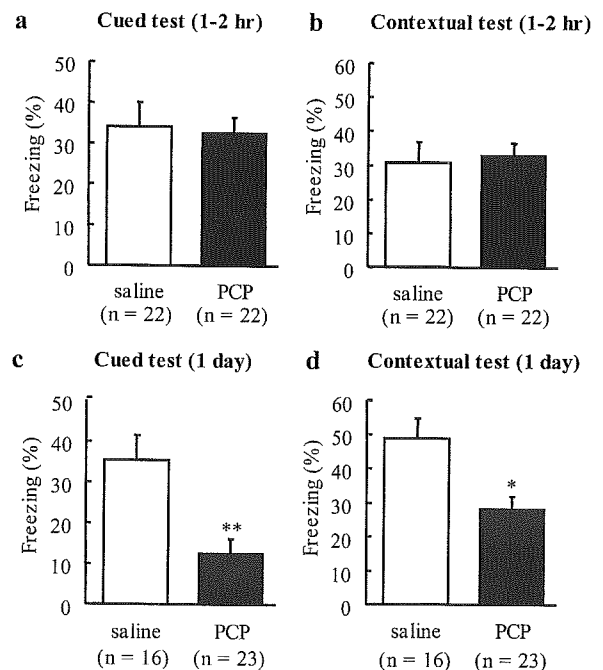 a Cued test (1-2 hr)
50
40
30
20
10
0
Freezing (%)
saline PCP
(n = 22) (n = 22)
b Contextual test (1-2 hr)
60
50
40
30
20
10
0
Freezing (%)
saline PCP
(n = 22) (n = 22)
c Cued test (1 day)
50
40
30
20
10
0
Freezing (%)
**
saline PCP
(n = 16) (n = 23)
d Contextual test (1 day)
60
50
40
30
20
10
0
Freezing (%)
*
saline PCP
(n = 16) (n = 23)